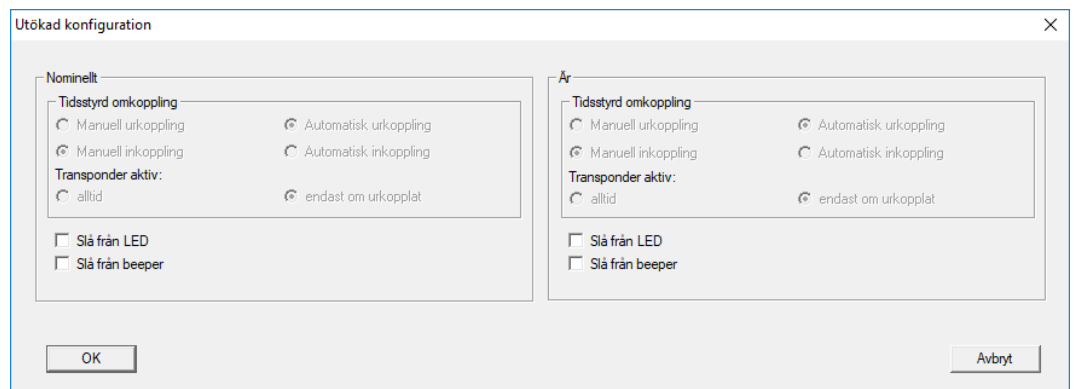 Utökad konfiguration
Nominellt
Tidsstyrd omkoppling
Manuell urkoppling Automatisk urkoppling
Manuell inkoppling Automatisk inkoppling
Transponder aktiv:
alltid endast om urkopplat
Slå från LED
Slå från beeper
Är
Tidsstyrd omkoppling
Manuell urkoppling Automatisk urkoppling
Manuell inkoppling Automatisk inkoppling
Transponder aktiv:
alltid endast om urkopplat
Slå från LED
Slå från beeper
OK Avbryt